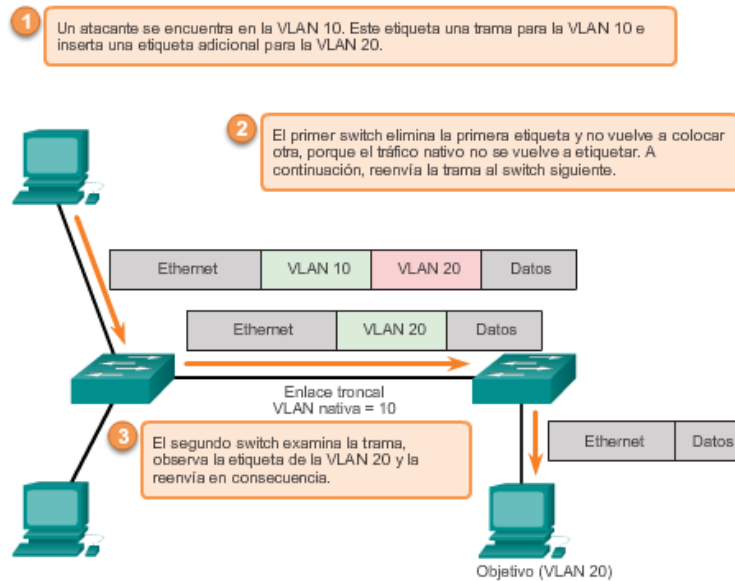 1
Un atacante se encuentra en la VLAN 10. Este etiqueta una trama para la VLAN 10 e
inserta una etiqueta adicional para la VLAN 20.
2
El primer switch elimina la primera etiqueta y no vuelve a colocar
otra, porque el tráfico nativo no se vuelve a etiquetar. A
continuación, reenvía la trama al switch siguiente.
Ethernet VLAN 10 VLAN 20 Datos
Ethernet VLAN 20 Datos
Enlace troncal
VLAN nativa = 10
3
El segundo switch examina la trama,
observa la etiqueta de la VLAN 20 y la
reenvía en consecuencia.
Ethernet Datos
Objetivo (VLAN 20)